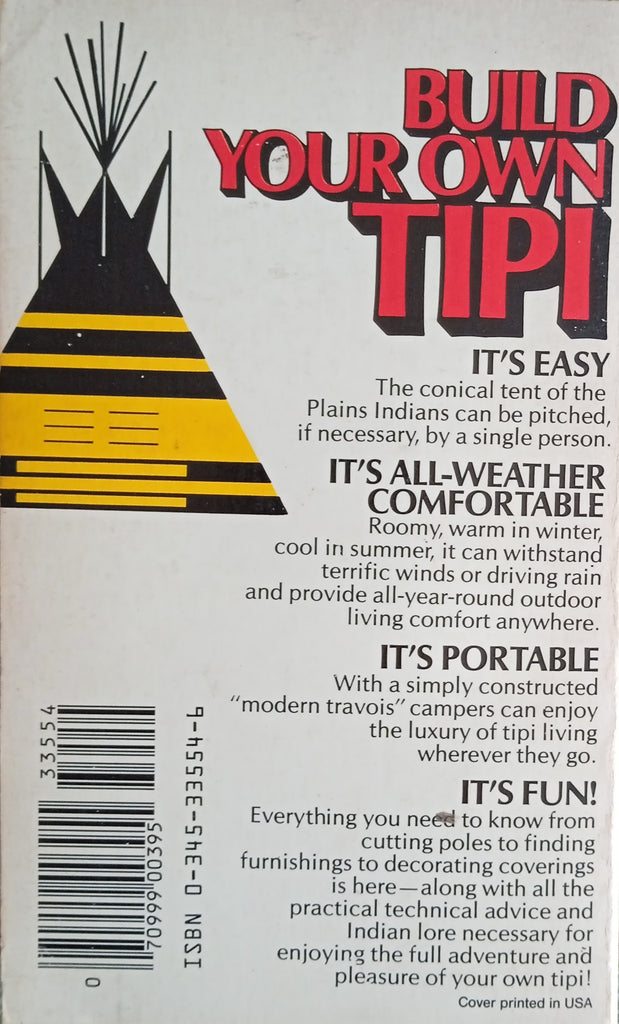 BUILD
YOUR OWN
TIPI
IT'S EASY
The conical tent of the
Plains Indians can be pitched,
if necessary, by a single person.
IT'S ALL-WEATHER
COMFORTABLE
Roomy, warm in winter,
cool in summer, it can withstand
terrific winds or driving rain
and provide all-year-round outdoor
living comfort anywhere.
IT'S PORTABLE
With a simply constructed
"modern travois" campers can enjoy
the luxury of tipi living
wherever they go.
IT'S FUN!
Everything you need to know from
cutting poles to finding
furnishings to decorating coverings
is here—along with all the
practical technical advice and
Indian lore necessary for
enjoying the full adventure and
pleasure of your own tipi!
Cover printed in USA
33554
0
70999 00395
ISBN 0-345-33554-6